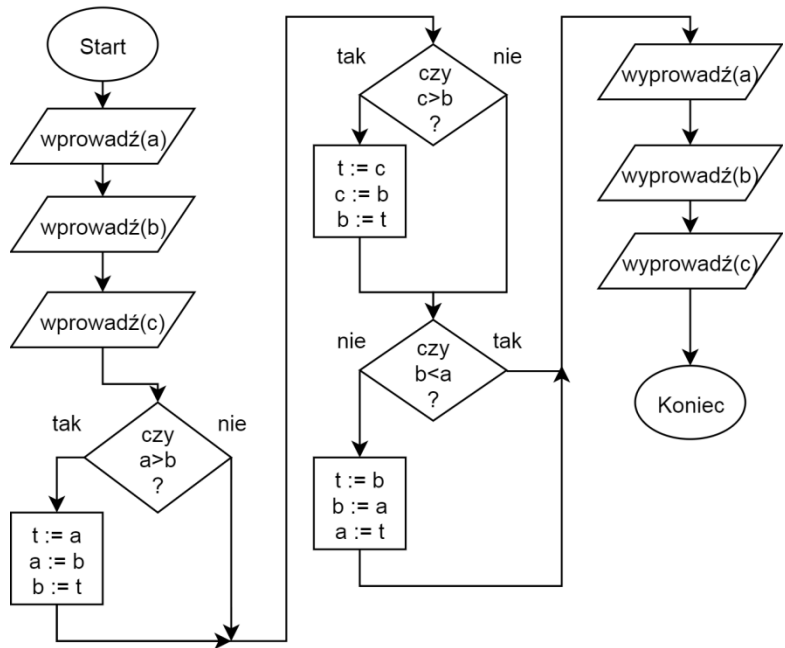 Start
wprowadź(a)
wprowadź(b)
wprowadź(c)
tak
nie
czy
a>b
?
t := a
a := b
b := t
tak
nie
czy
c>b
?
t := c
c := b
b := t
nie
tak
czy
b<a
?
t := b
b := a
a := t
wyprowadź(a)
wyprowadź(b)
wyprowadź(c)
Koniec